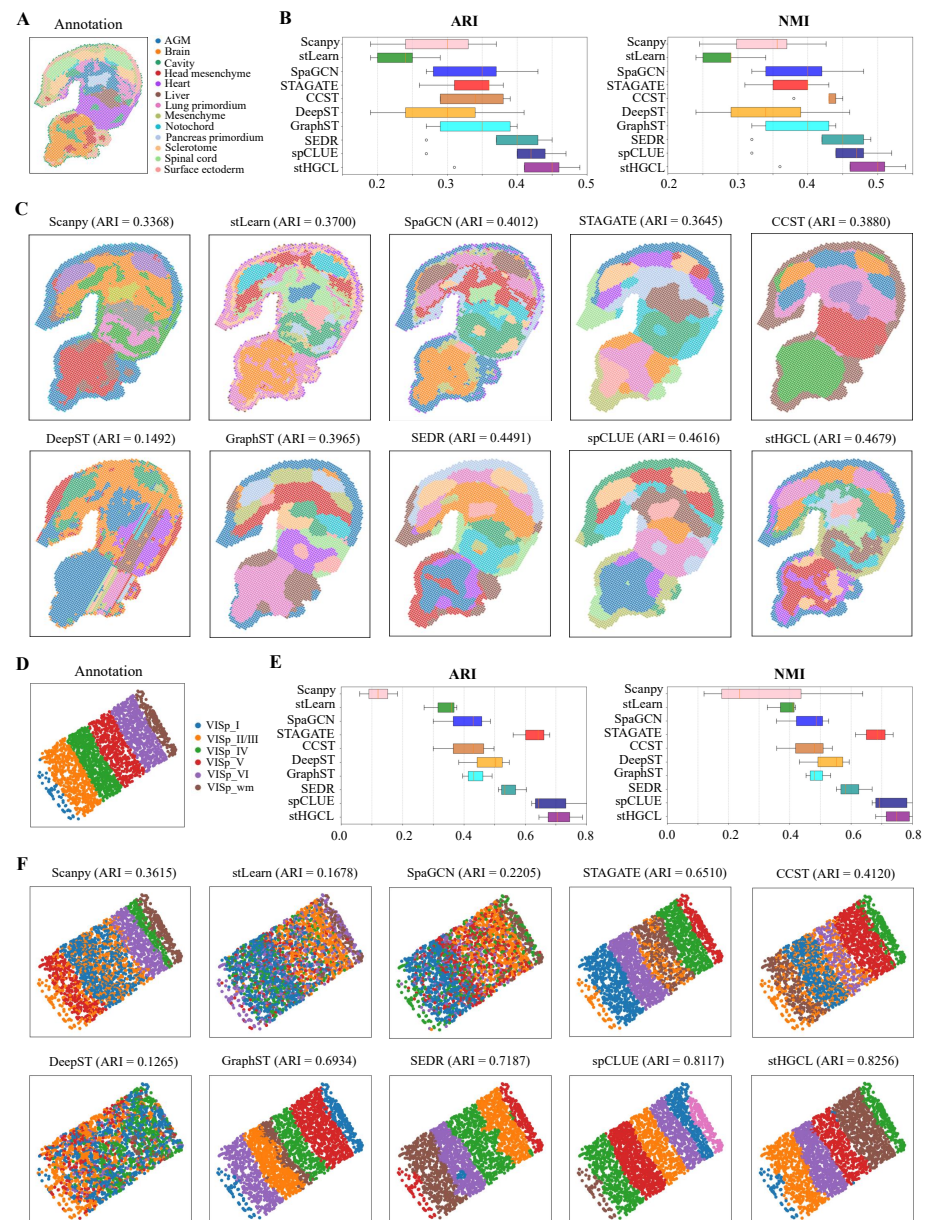 A
Annotation
AGM
Brain
Cavity
Head mesenchyme
Heart
Liver
Lung primordium
Mesenchyme
Notochord
Pancreas primordium
Sclerotome
Spinal cord
Surface ectoderm
B
ARI
Scanpy
stLearn
SpaGCN
STAGATE
CCST
DeepST
GraphST
SEDR
spCLUE
stHGCL
0.2 0.3 0.4 0.5
NMI
Scanpy
stLearn
SpaGCN
STAGATE
CCST
DeepST
GraphST
SEDR
spCLUE
stHGCL
0.2 0.3 0.4 0.5
C
Scanpy (ARI = 0.3368) stLearn (ARI = 0.3700) SpaGCN (ARI = 0.4012) STAGATE (ARI = 0.3645) CCST (ARI = 0.3880)
DeepST (ARI = 0.1492) GraphST (ARI = 0.3965) SEDR (ARI = 0.4491) spCLUE (ARI = 0.4616) stHGCL (ARI = 0.4679)
D
Annotation
VISp_I
VISp_II/III
VISp_IV
VISp_V
VISp_VI
VISp_wm
E
ARI
Scanpy
stLearn
SpaGCN
STAGATE
CCST
DeepST
GraphST
SEDR
spCLUE
stHGCL
0.0 0.2 0.4 0.6 0.8
NMI
Scanpy
stLearn
SpaGCN
STAGATE
CCST
DeepST
GraphST
SEDR
spCLUE
stHGCL
0.0 0.2 0.4 0.6 0.8
F
Scanpy (ARI = 0.3615) stLearn (ARI = 0.1678) SpaGCN (ARI = 0.2205) STAGATE (ARI = 0.6510) CCST (ARI = 0.4120)
DeepST (ARI = 0.1265) GraphST (ARI = 0.6934) SEDR (ARI = 0.7187) spCLUE (ARI = 0.8117) stHGCL (ARI = 0.8256)